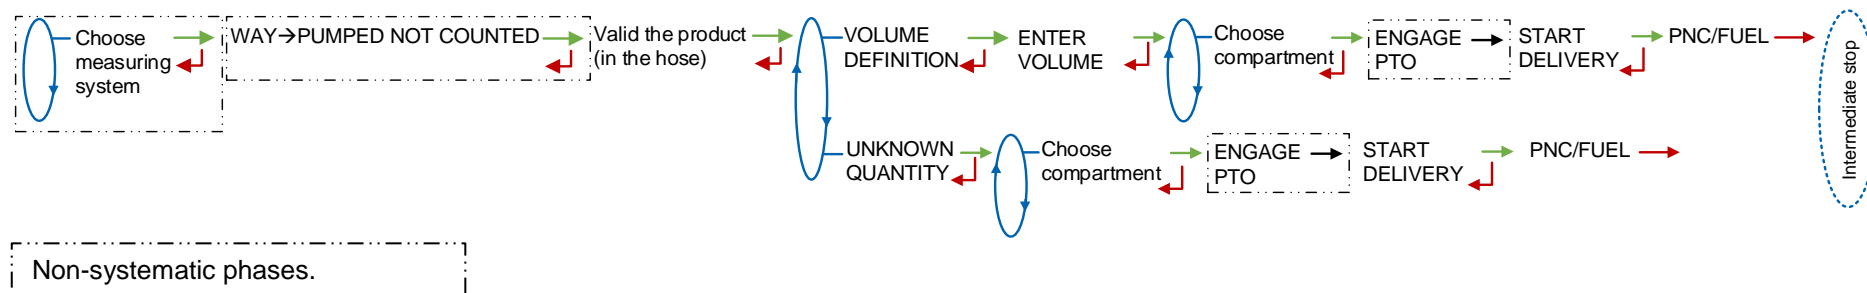 Choose
measuring
system
WAY→PUMPED NOT COUNTED
Valid the product
(in the hose)
VOLUME
DEFINITION
ENTER
VOLUME
Choose
compartment
ENGAGE
PTO
START
DELIVERY
PNC/FUEL
Intermediate stop
UNKNOWN
QUANTITY
Choose
compartment
ENGAGE
PTO
START
DELIVERY
PNC/FUEL
Non-systematic phases.